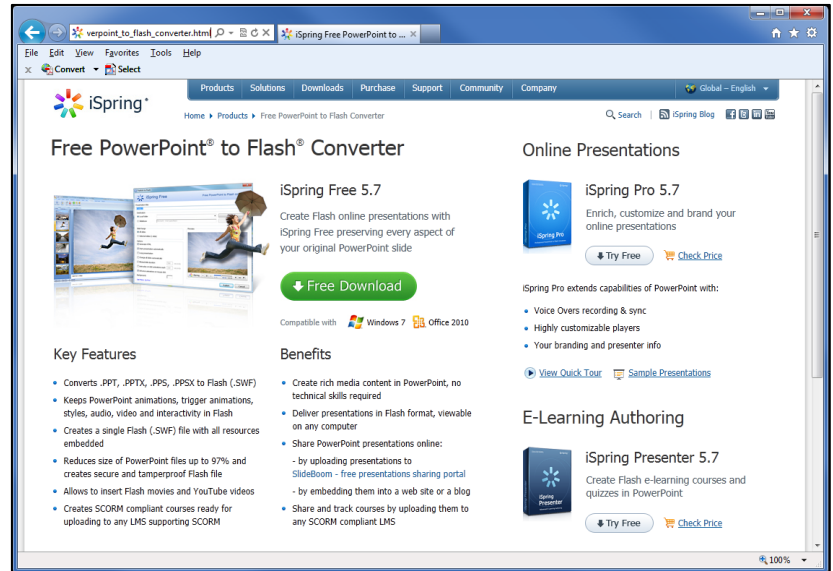 verpoint_to_flash_converter.html
iSpring Free PowerPoint to ...
File Edit View Favorites Tools Help
x Convert Select
iSpring
Products Solutions Downloads Purchase Support Community Company Global – English
Home Products Free PowerPoint to Flash Converter
Search | iSpring Blog
Free PowerPoint® to Flash® Converter
iSpring Free 5.7
Create Flash online presentations with
iSpring Free preserving every aspect of
your original PowerPoint slide
Free Download
Compatible with Windows 7 Office 2010
Key Features
• Converts .PPT, .PPTX, .PPS, .PPSX to Flash (.SWF)
• Keeps PowerPoint animations, trigger animations,
styles, audio, video and interactivity in Flash
• Creates a single Flash (.SWF) file with all resources
embedded
• Reduces size of PowerPoint files up to 97% and
creates secure and tamperproof Flash file
• Allows to insert Flash movies and YouTube videos
• Creates SCORM compliant courses ready for
uploading to any LMS supporting SCORM
Benefits
• Create rich media content in PowerPoint, no
technical skills required
• Deliver presentations in Flash format, viewable
on any computer
• Share PowerPoint presentations online:
- by uploading presentations to
SlideBoom - free presentations sharing portal
- by embedding them into a web site or a blog
• Share and track courses by uploading them to
any SCORM compliant LMS
Online Presentations
iSpring Pro
iSpring Pro 5.7
Enrich, customize and brand your
online presentations
Try Free Check Price
iSpring Pro extends capabilities of PowerPoint with:
• Voice Overs recording & sync
• Highly customizable players
• Your branding and presenter info
View Quick Tour Sample Presentations
E-Learning Authoring
iSpring
Presenter
iSpring Presenter 5.7
Create Flash e-learning courses and
quizzes in PowerPoint
Try Free Check Price
100%